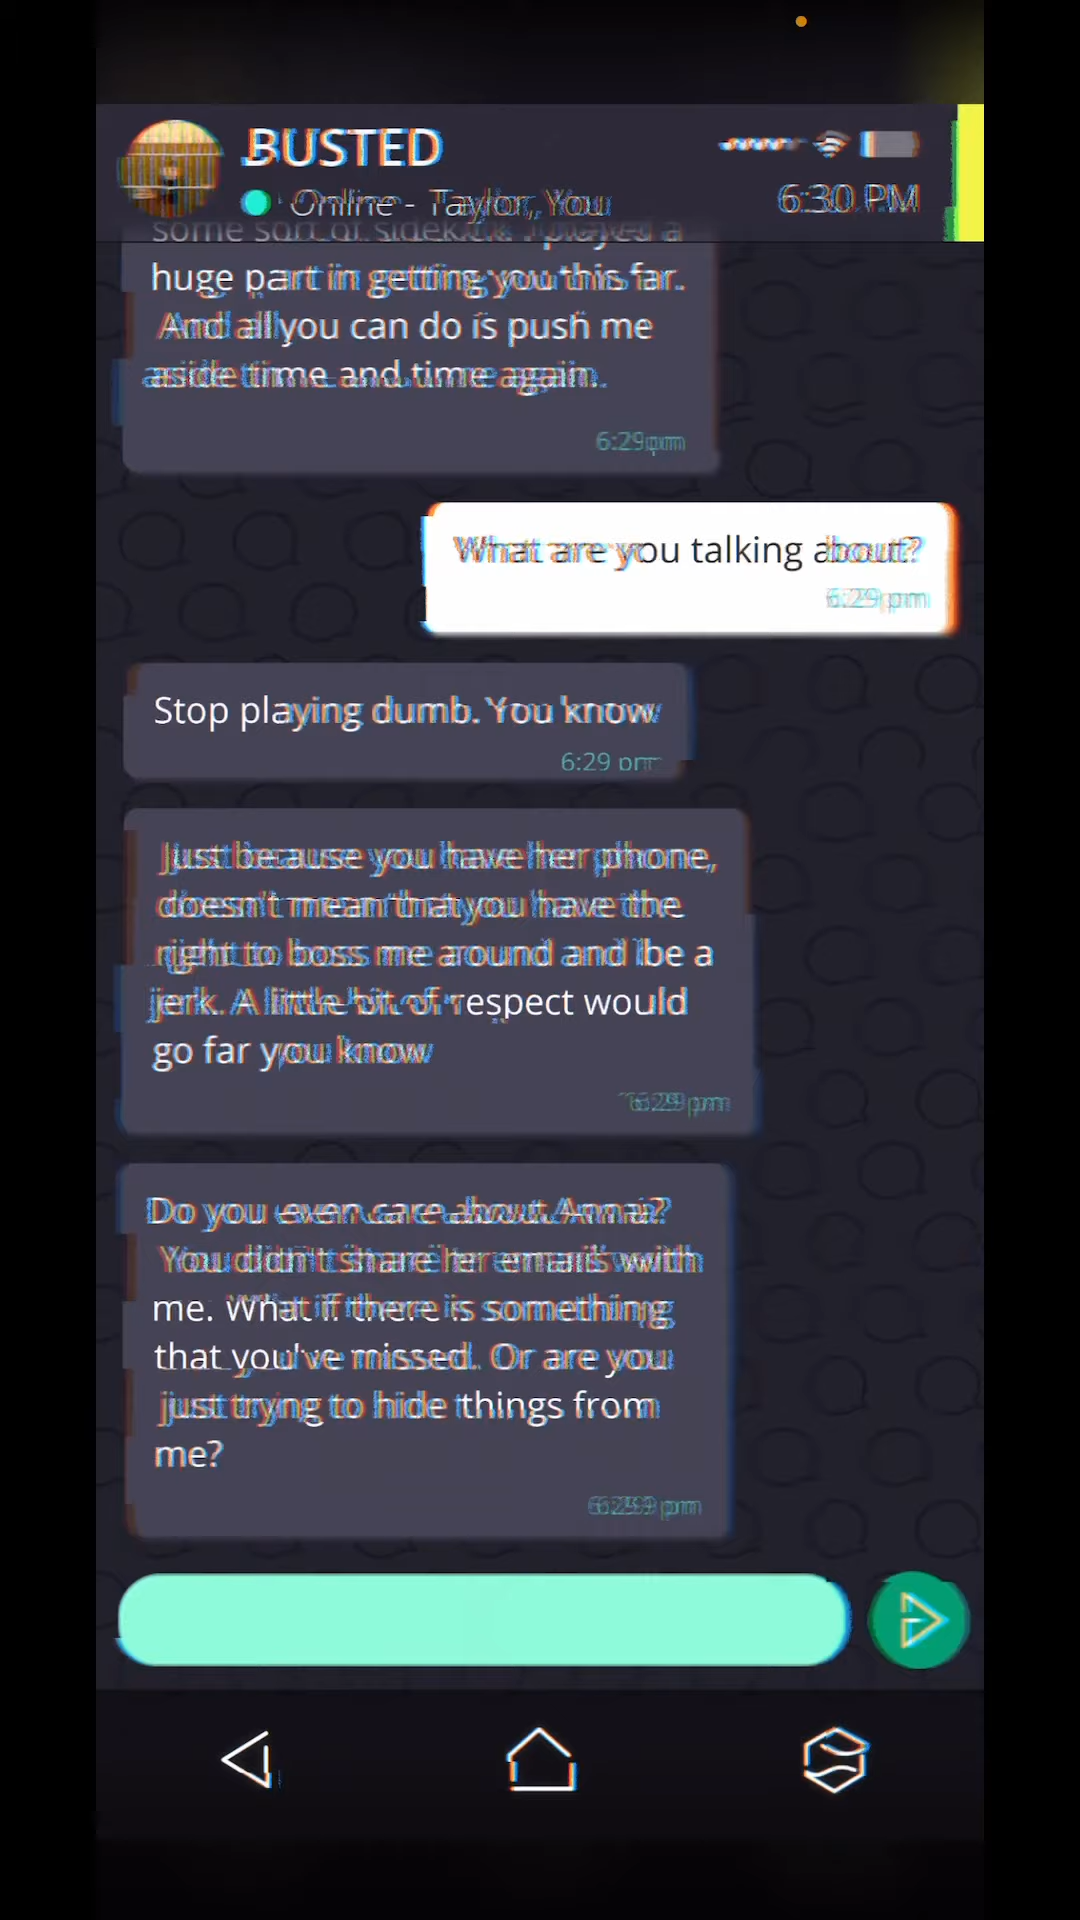 BUSTED
Online - Taylor, You
6:30 PM
some sort of sidekick. I played a
huge part in getting you this far.
And all you can do is push me
aside time and time again.
6:29 pm
What are you talking about?
6:29 pm
Stop playing dumb. You know
6:29 pm
Just because you have her phone,
doesn't mean that you have the
right to boss me around and be a
jerk. A little bit of respect would
go far you know
6:29 pm
Do you even care about Anna?
You didn't share her emails with
me. What if there is something
that you've missed. Or are you
just trying to hide things from
me?
6:29 pm